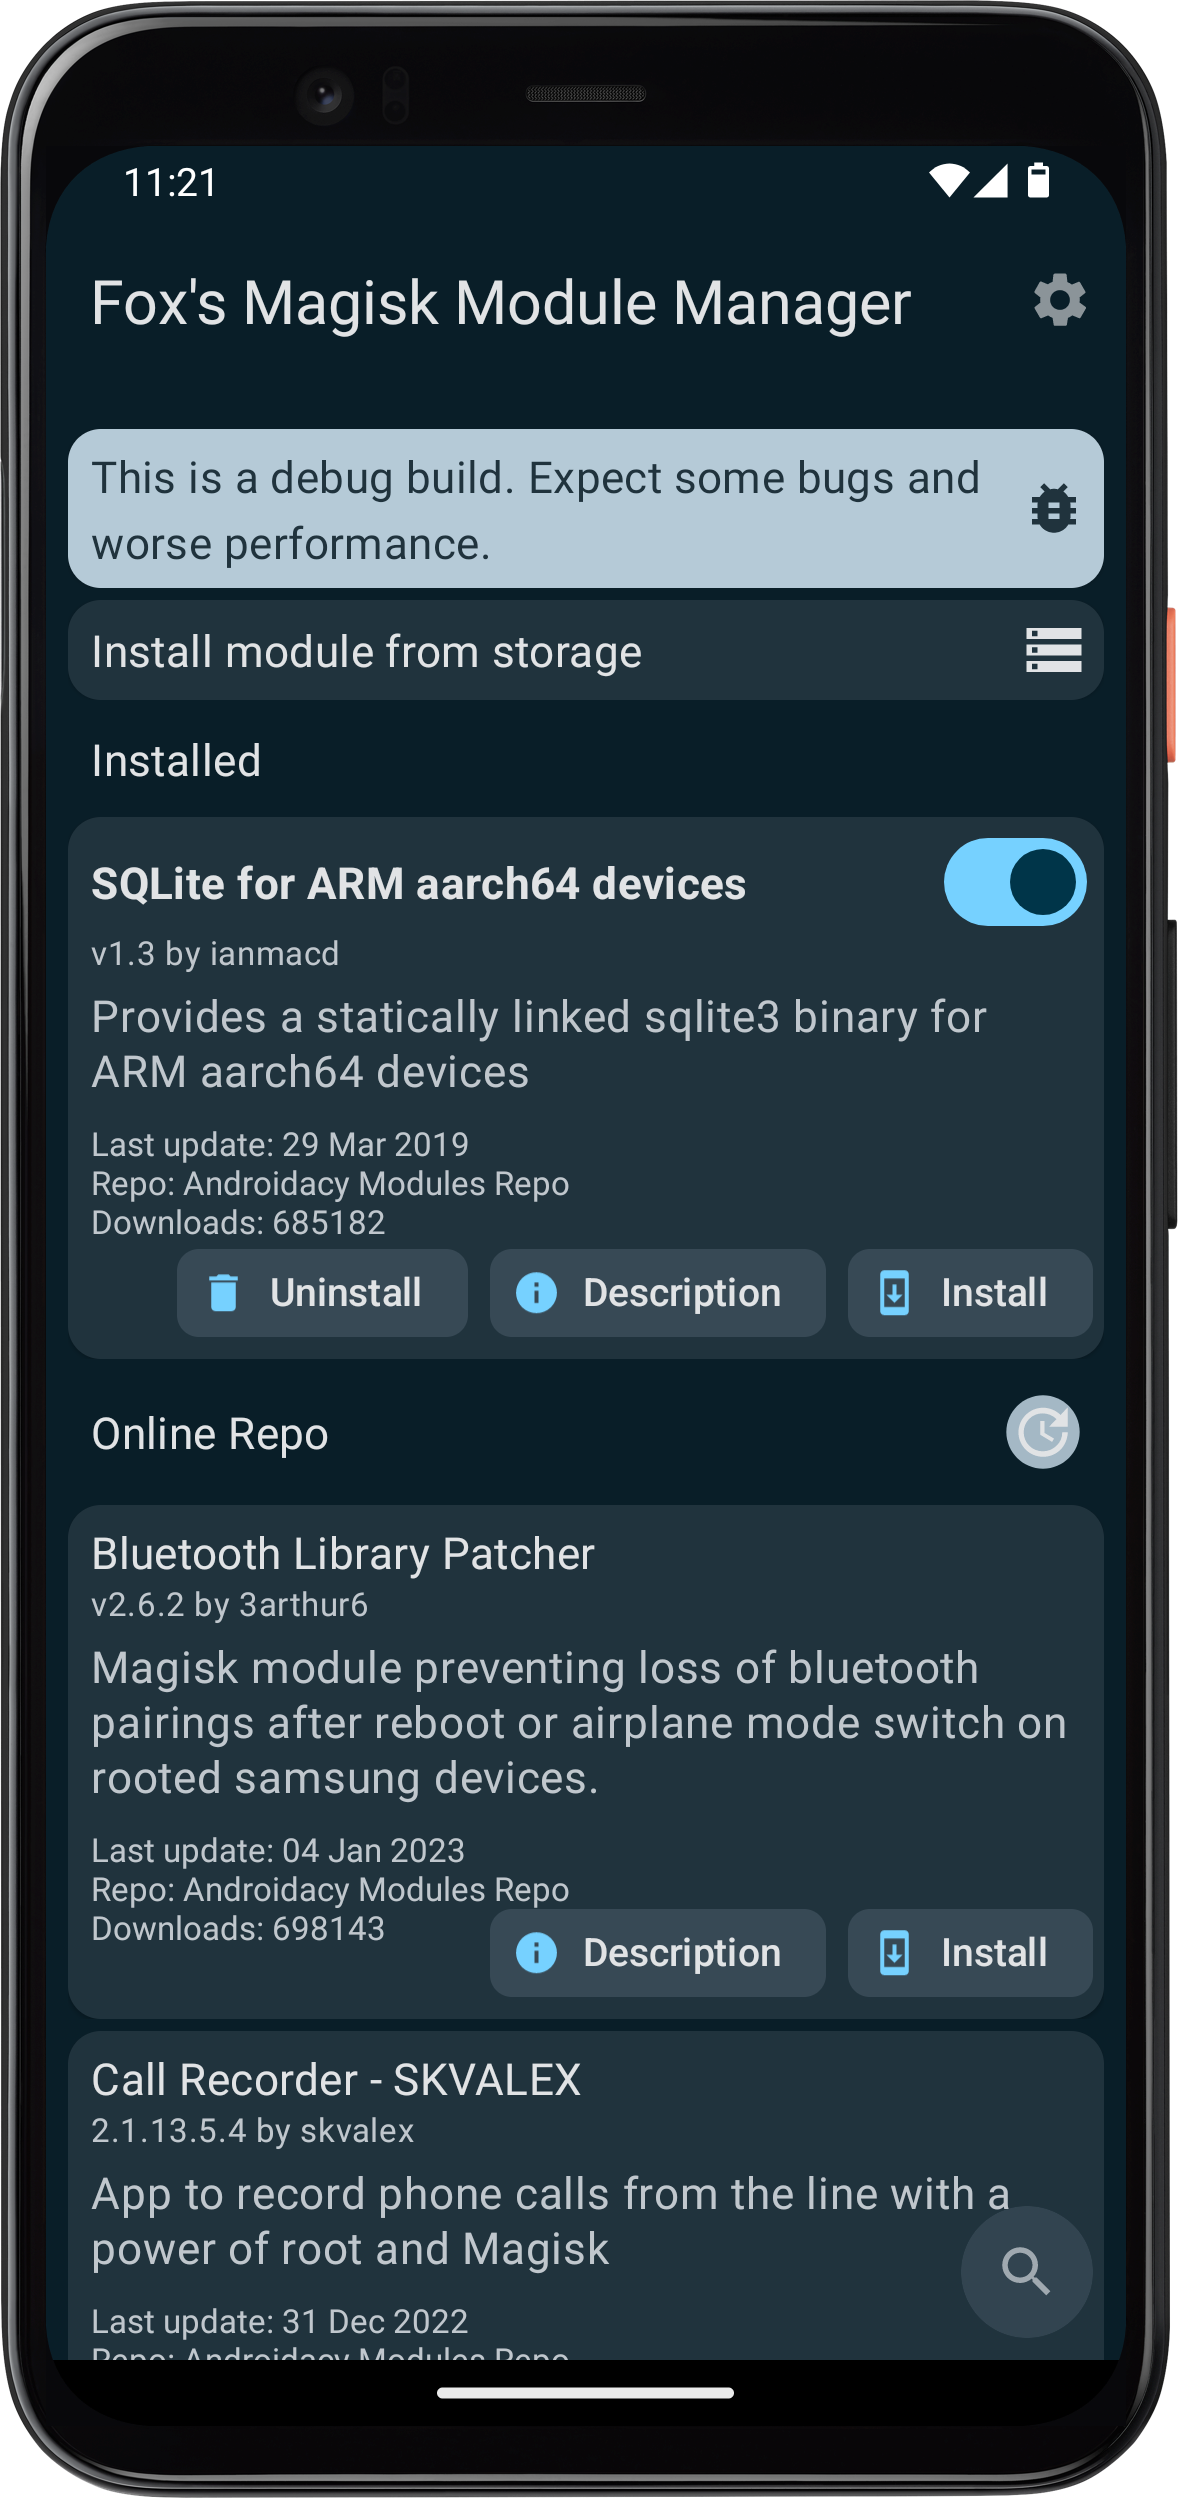 11:21
Fox's Magisk Module Manager
This is a debug build. Expect some bugs and
worse performance.
Install module from storage
Installed
SQLite for ARM aarch64 devices
v1.3 by ianmacd
Provides a statically linked sqlite3 binary for
ARM aarch64 devices
Last update: 29 Mar 2019
Repo: Androidacy Modules Repo
Downloads: 685182
Uninstall
Description
Install
Online Repo
Bluetooth Library Patcher
v2.6.2 by 3arthur6
Magisk module preventing loss of bluetooth
pairings after reboot or airplane mode switch on
rooted samsung devices.
Last update: 04 Jan 2023
Repo: Androidacy Modules Repo
Downloads: 698143
Description
Install
Call Recorder - SKVALEX
2.1.13.5.4 by skvalex
App to record phone calls from the line with a
power of root and Magisk
Last update: 31 Dec 2022
Repo: Androidacy Modules Repo